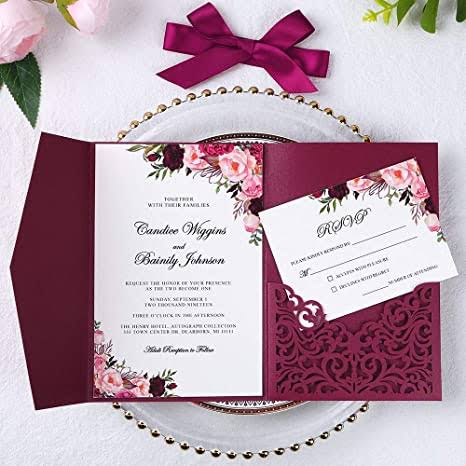 TOGETHER
WITH THEIR FAMILIES
Candice Wiggins
and
Bainily Johnson
REQUEST THE HONOR OF YOUR PRESENCE
AS THE TWO BECOME ONE
SUNDAY, SEPTEMBER 1
TWO THOUSAND NINETEEN
THREE O'CLOCK IN THE AFTERNOON
THE HENRY HOTEL, AUTOGRAPH COLLECTION
TOWN CENTER DR, DEARBORN, MI
Adult Reception to Follow
RSVP
PLEASE KINDLY RESPOND BY
M
ACCEPTS WITH PLEASURE
DECLINES WITH REGRET
NUMBER OF ATTENDING